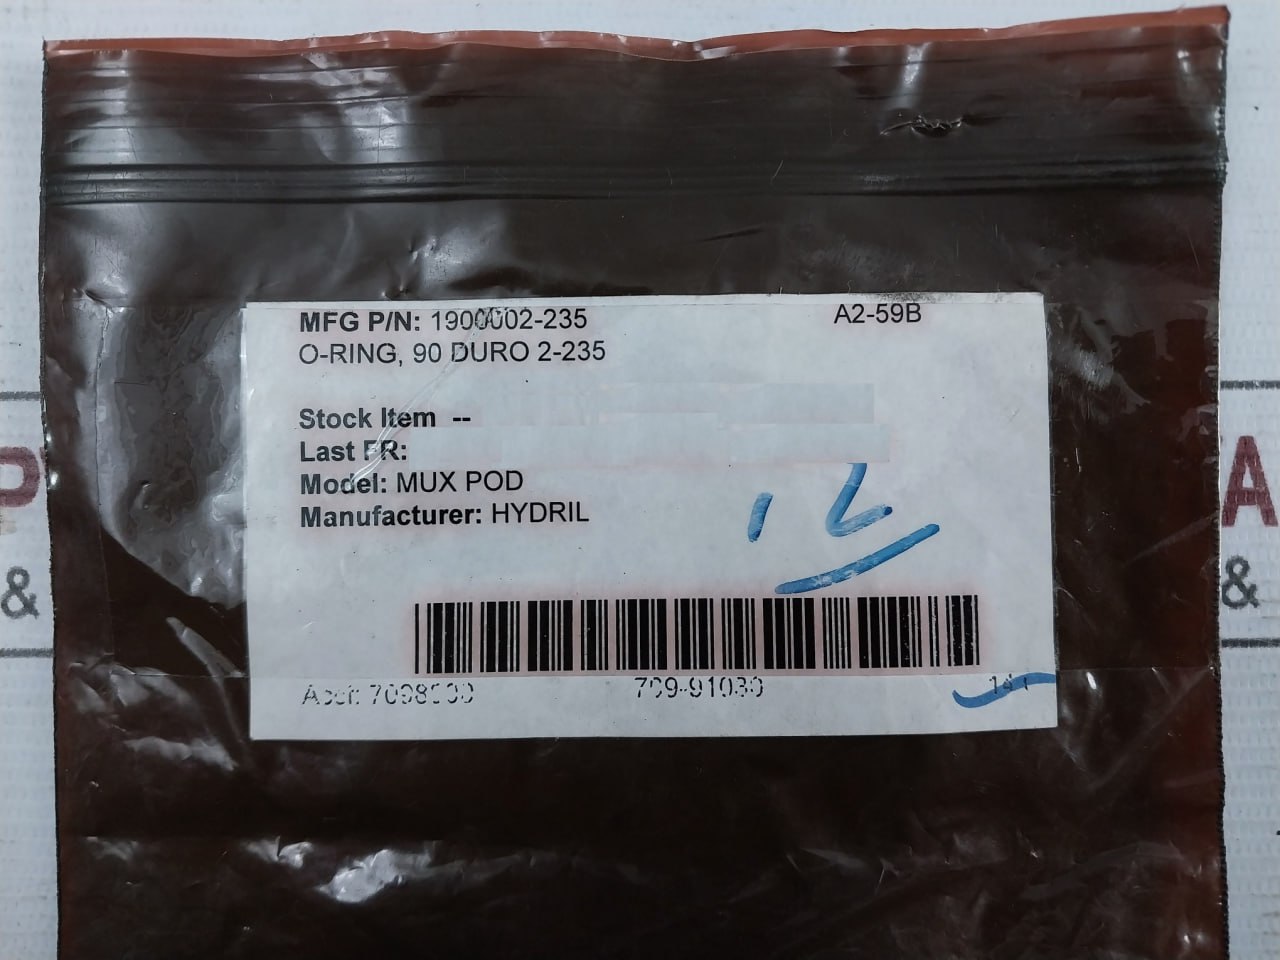 MFG P/N: 1900002-235
A2-59B
O-RING, 90 DURO 2-235
Stock Item --
Last FR:
Model: MUX POD
Manufacturer: HYDRIL
12
709-91030
P
&
A
&